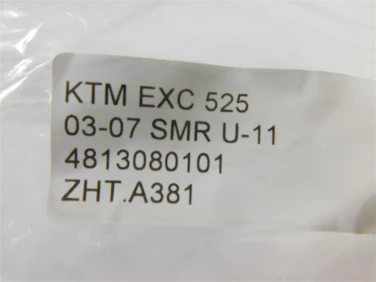 KTM EXC 525
03-07 SMR U-11
4813080101
ZHT.A381